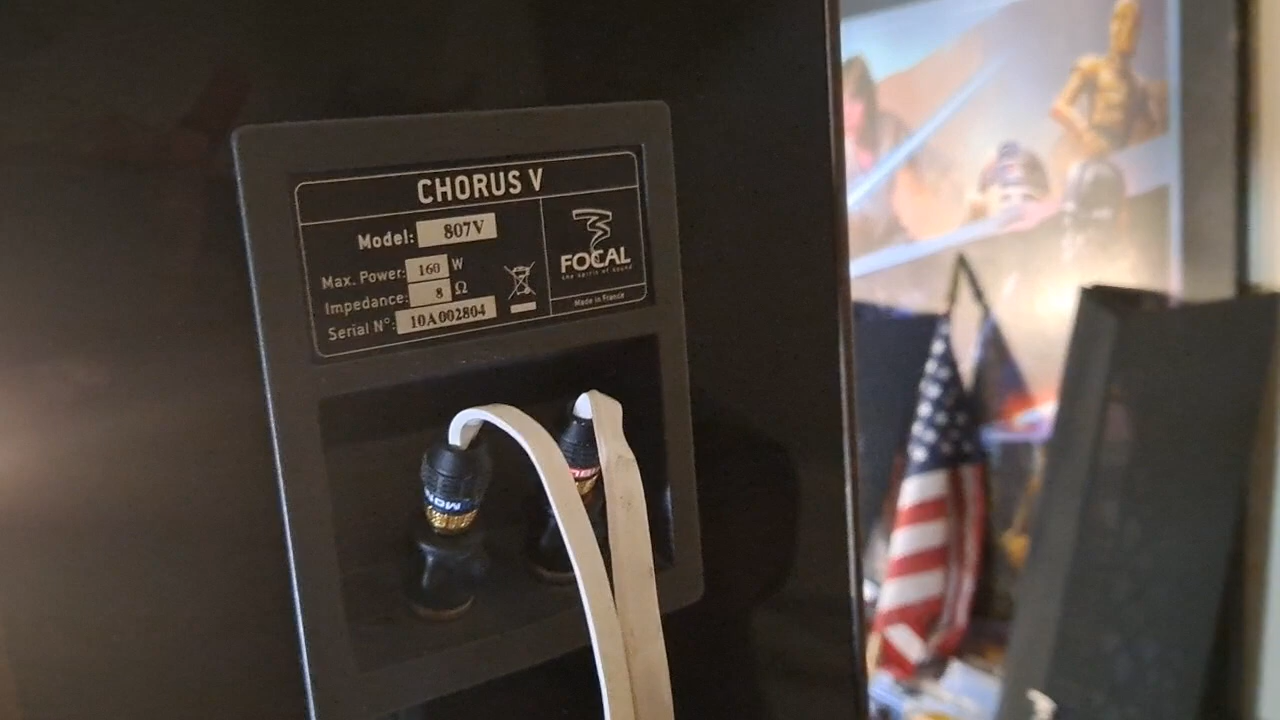 CHORUS V
Model: 807V
Max. Power: 160 W
Impedance: 8 Ω
Serial N°: 10A002804
FOCAL
the spirit of sound
Made in France